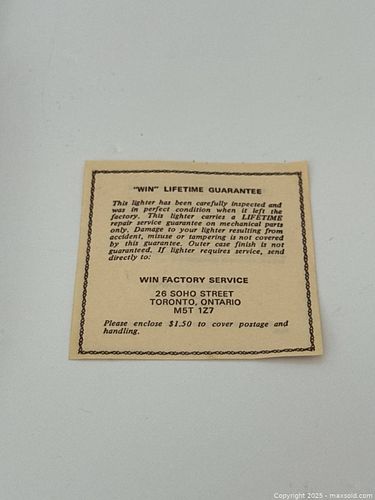 "WIN" LIFETIME GUARANTEE
This lighter has been carefully inspected and
was in perfect condition when it left the
factory. This lighter carries a LIFETIME
repair service guarantee on mechanical parts
only. Damage to your lighter resulting from
accident, misuse or tampering is not covered
by this guarantee. Outer case finish is not
guaranteed. If lighter requires service, send
directly to:
WIN FACTORY SERVICE
26 SOHO STREET
TORONTO, ONTARIO
M5T 1Z7
Please enclose $1.50 to cover postage and
handling.
Copyright 2025 - maxsold.com